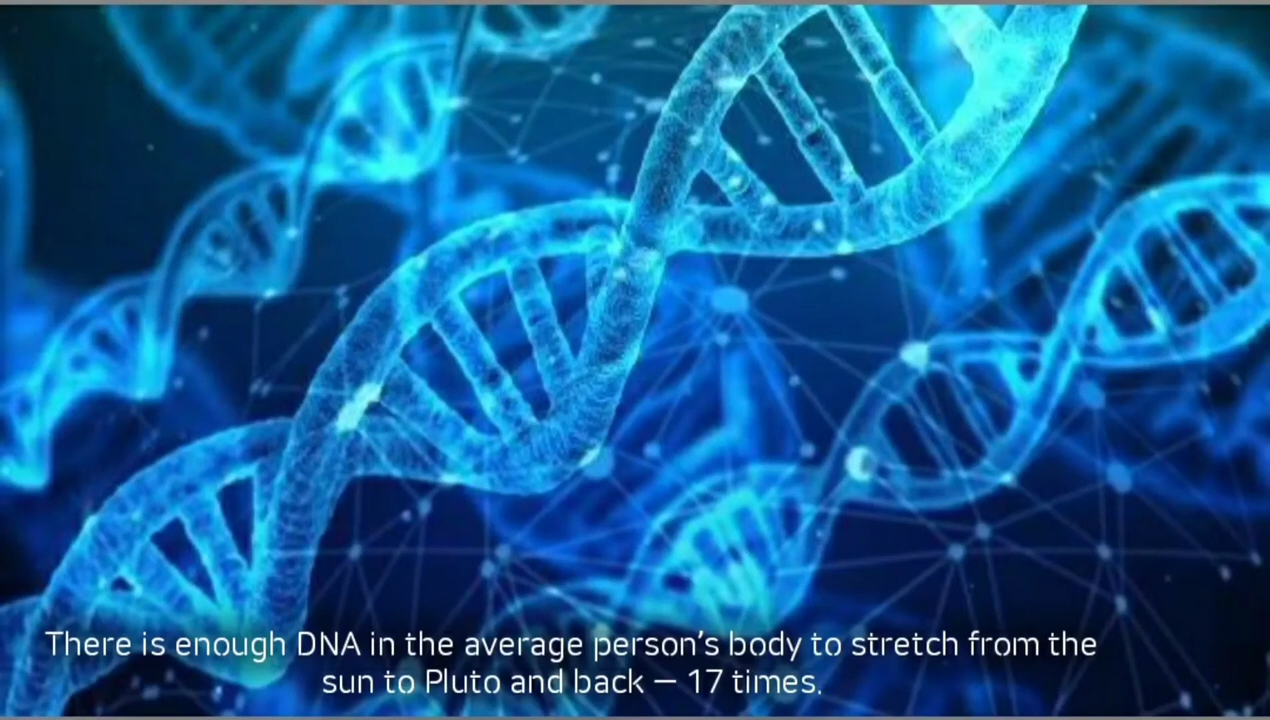 There is enough DNA in the average person's body to stretch from the
sun to Pluto and back – 17 times.